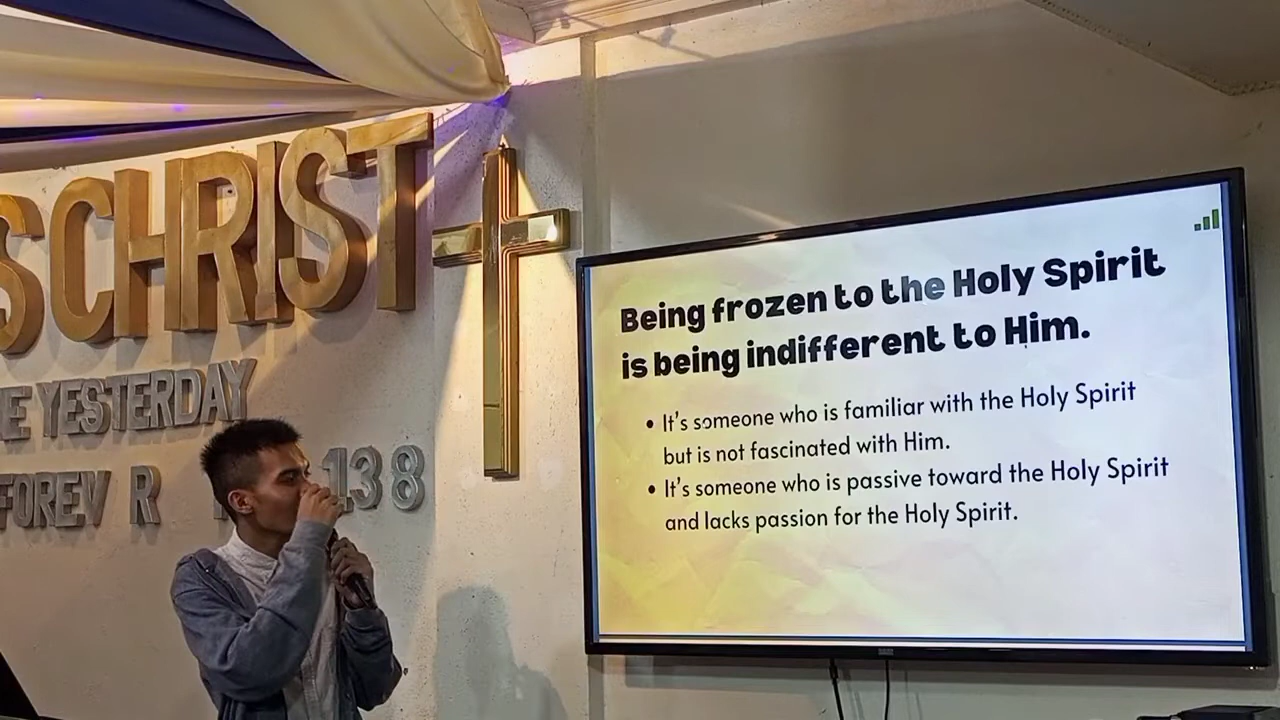 S CHRIST
E YESTERDAY
FOREV R 138
Being frozen to the Holy Spirit
is being indifferent to Him.
• It's someone who is familiar with the Holy Spirit
but is not fascinated with Him.
• It's someone who is passive toward the Holy Spirit
and lacks passion for the Holy Spirit.